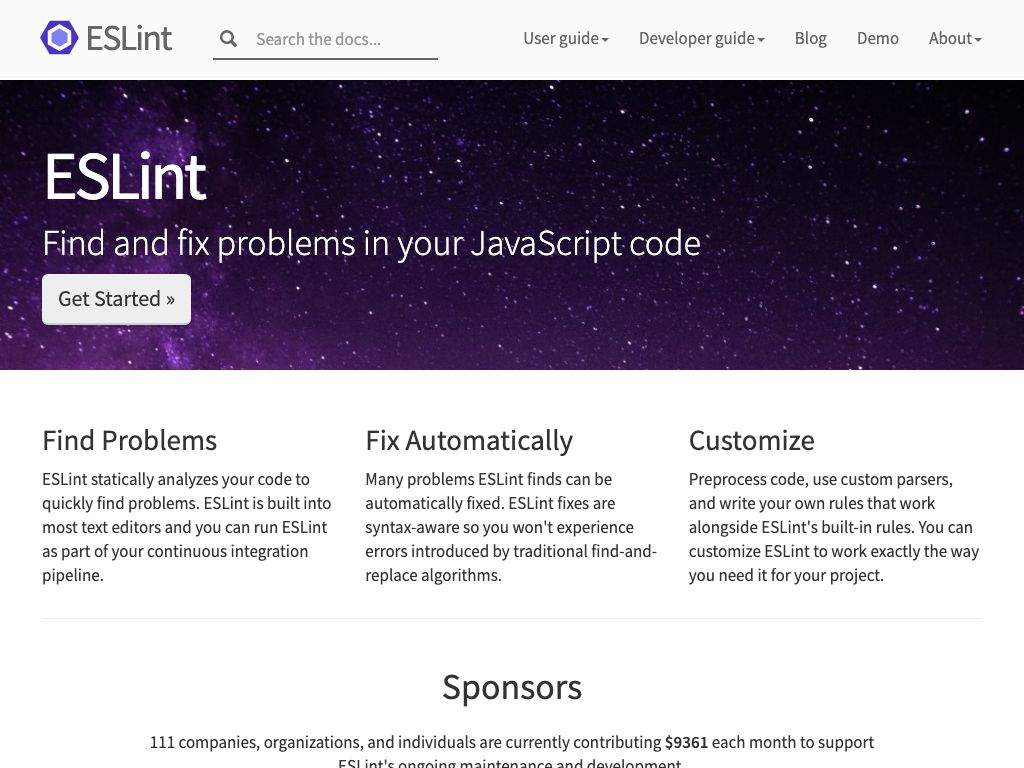 ESLint
Search the docs...
User guide
Developer guide
Blog
Demo
About
ESLint
Find and fix problems in your JavaScript code
Get Started »
Find Problems
ESLint statically analyzes your code to
quickly find problems. ESLint is built into
most text editors and you can run ESLint
as part of your continuous integration
pipeline.
Fix Automatically
Many problems ESLint finds can be
automatically fixed. ESLint fixes are
syntax-aware so you won't experience
errors introduced by traditional find-and-
replace algorithms.
Customize
Preprocess code, use custom parsers,
and write your own rules that work
alongside ESLint's built-in rules. You can
customize ESLint to work exactly the way
you need it for your project.
Sponsors
111 companies, organizations, and individuals are currently contributing $9361 each month to support
ESLint's ongoing maintenance and development.